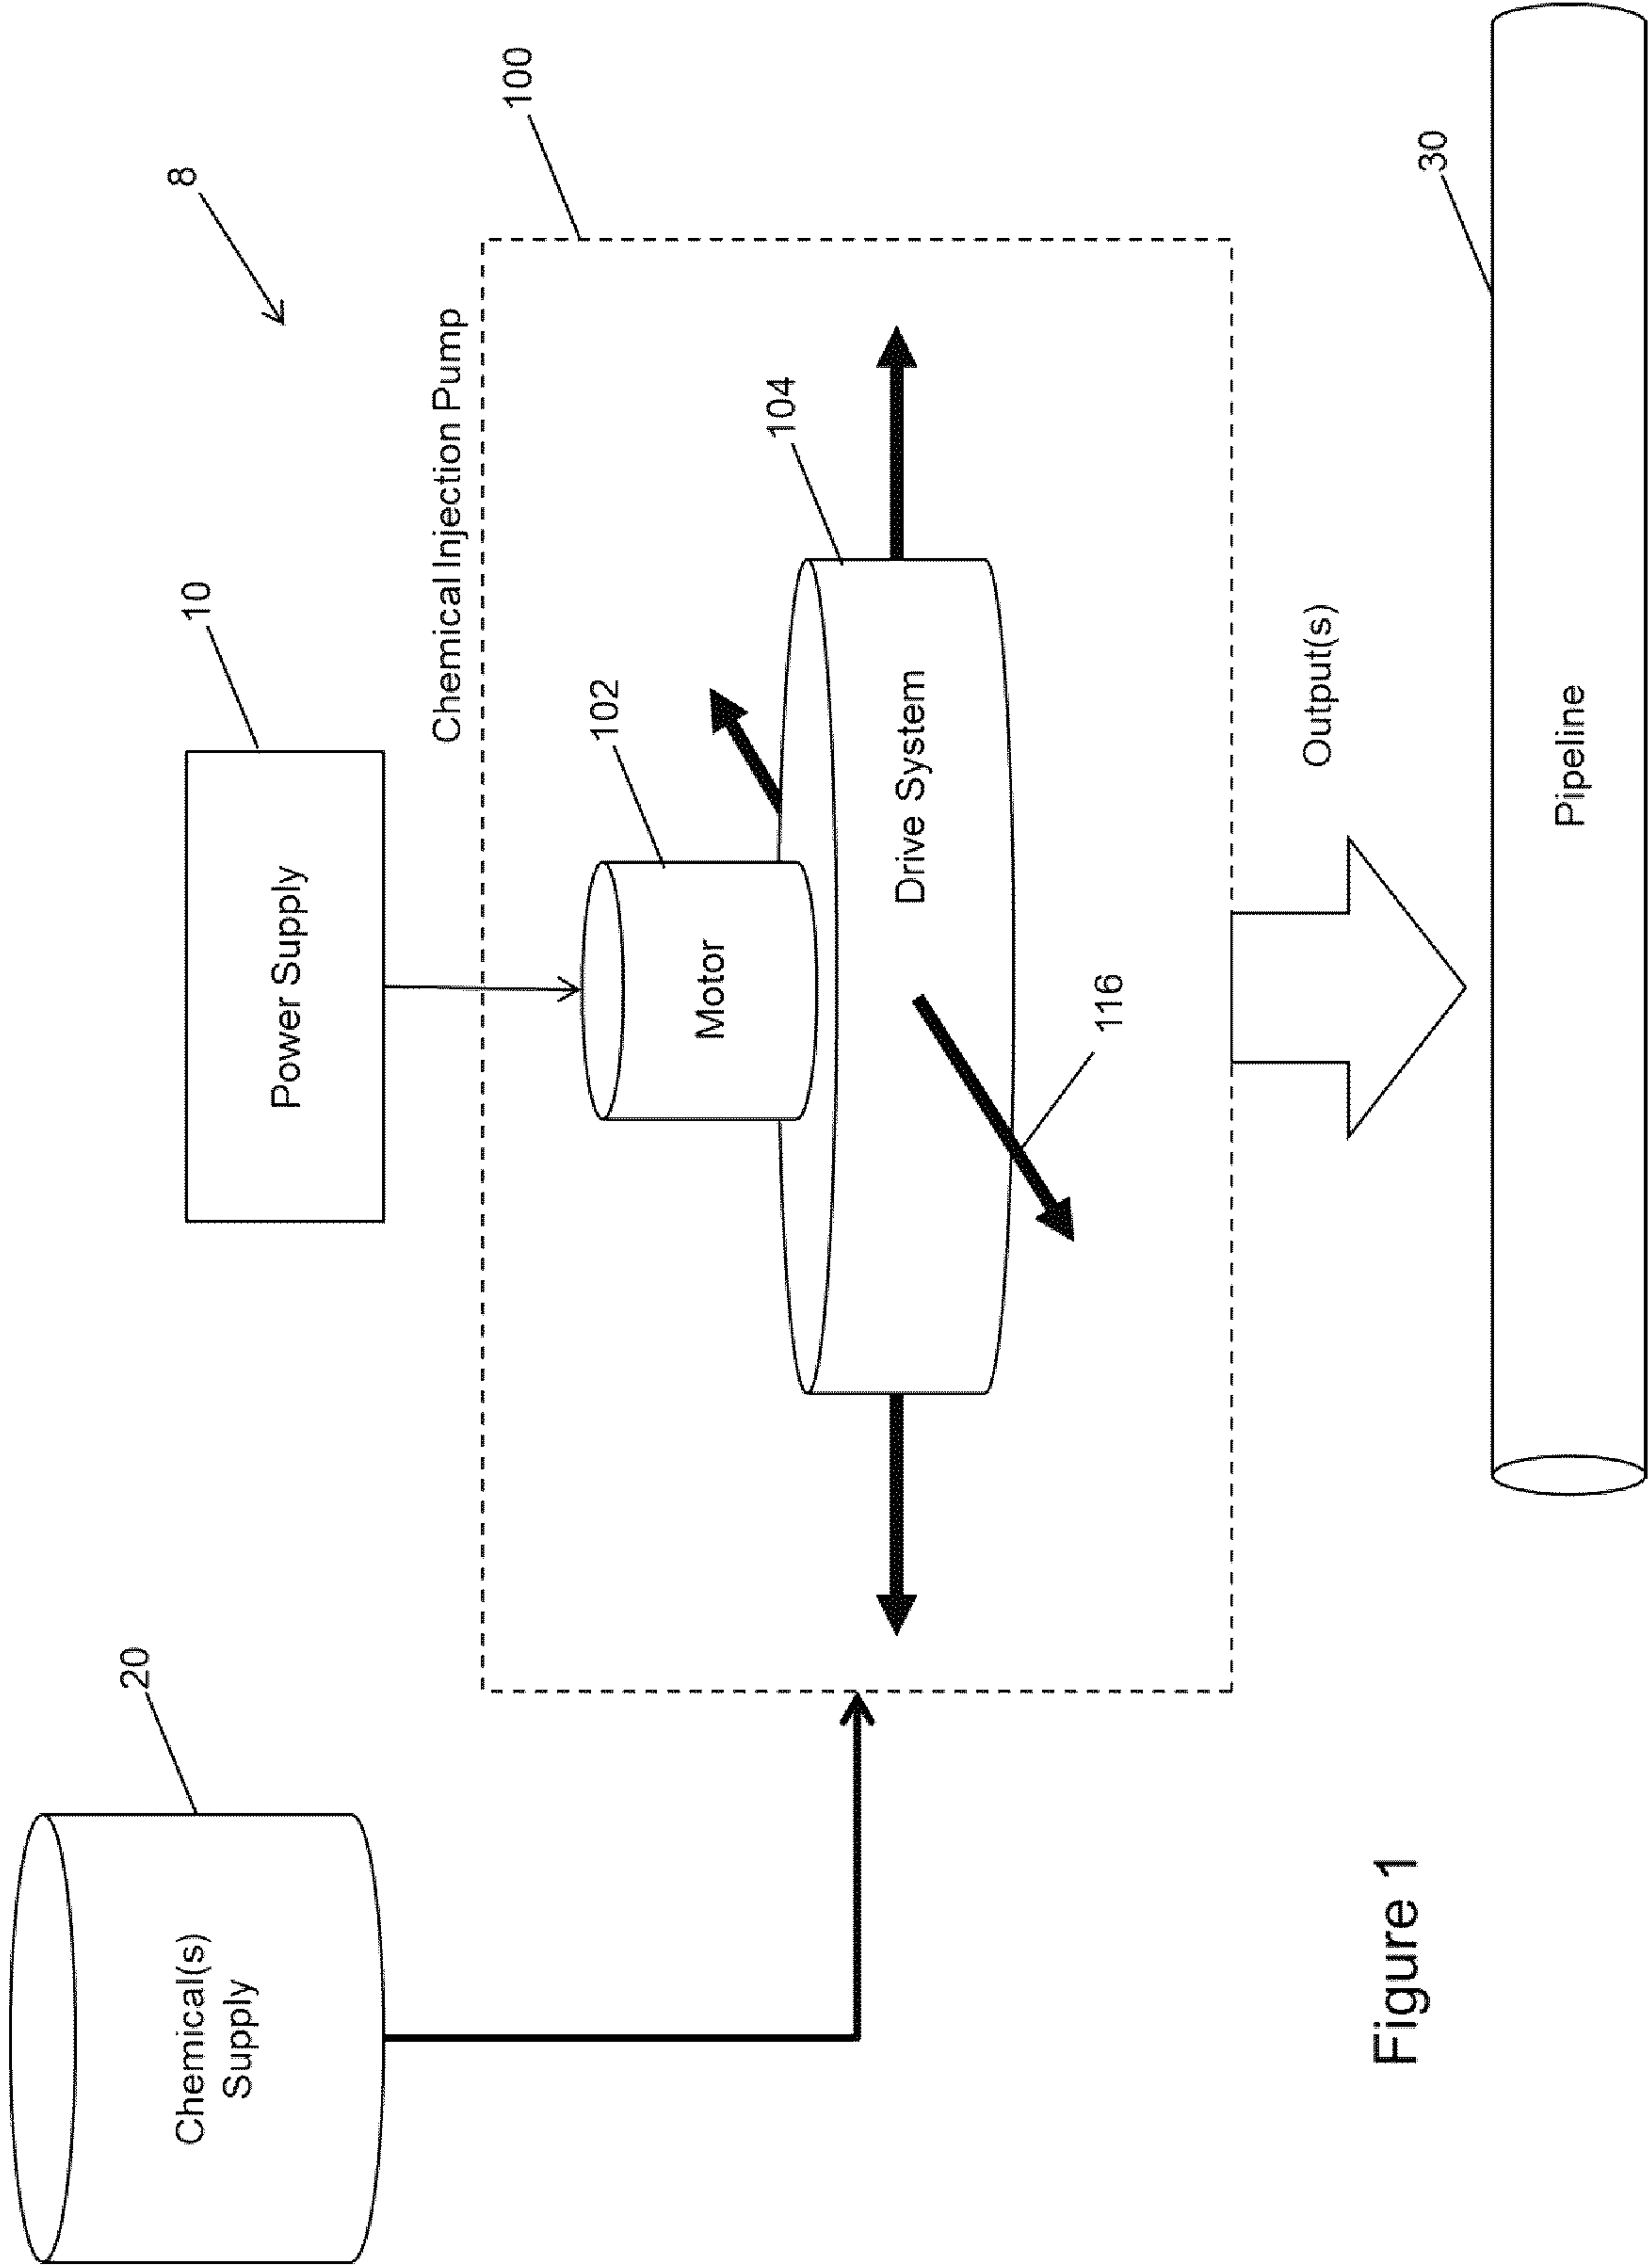 8
20
10
Chemical(s)
Supply
Power Supply
Chemical Injection Pump
100
102
Motor
104
Drive System
116
Output(s)
30
Pipeline
Figure 1